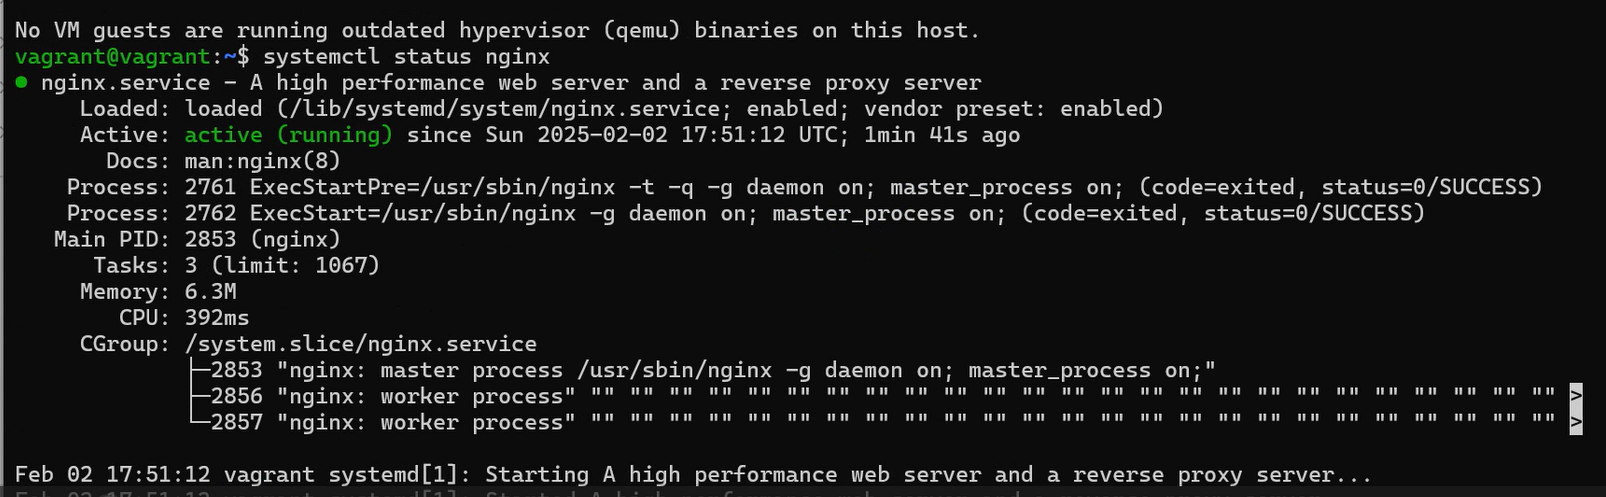 No VM guests are running outdated hypervisor (qemu) binaries on this host.
vagrant@vagrant:~$ systemctl status nginx
● nginx.service - A high performance web server and a reverse proxy server
     Loaded: loaded (/lib/systemd/system/nginx.service; enabled; vendor preset: enabled)
     Active: active (running) since Sun 2025-02-02 17:51:12 UTC; 1min 41s ago
       Docs: man:nginx(8)
    Process: 2761 ExecStartPre=/usr/sbin/nginx -t -q -g daemon on; master_process on; (code=exited, status=0/SUCCESS)
    Process: 2762 ExecStart=/usr/sbin/nginx -g daemon on; master_process on; (code=exited, status=0/SUCCESS)
   Main PID: 2853 (nginx)
      Tasks: 3 (limit: 1067)
     Memory: 6.3M
        CPU: 392ms
     CGroup: /system.slice/nginx.service
             ├─2853 "nginx: master process /usr/sbin/nginx -g daemon on; master_process on;"
             ├─2856 "nginx: worker process" "" "" "" "" "" "" "" "" "" "" "" "" "" "" "" "" "" "" "" "" "" "" "" "" "" >
             └─2857 "nginx: worker process" "" "" "" "" "" "" "" "" "" "" "" "" "" "" "" "" "" "" "" "" "" "" "" "" "" >
Feb 02 17:51:12 vagrant systemd[1]: Starting A high performance web server and a reverse proxy server...